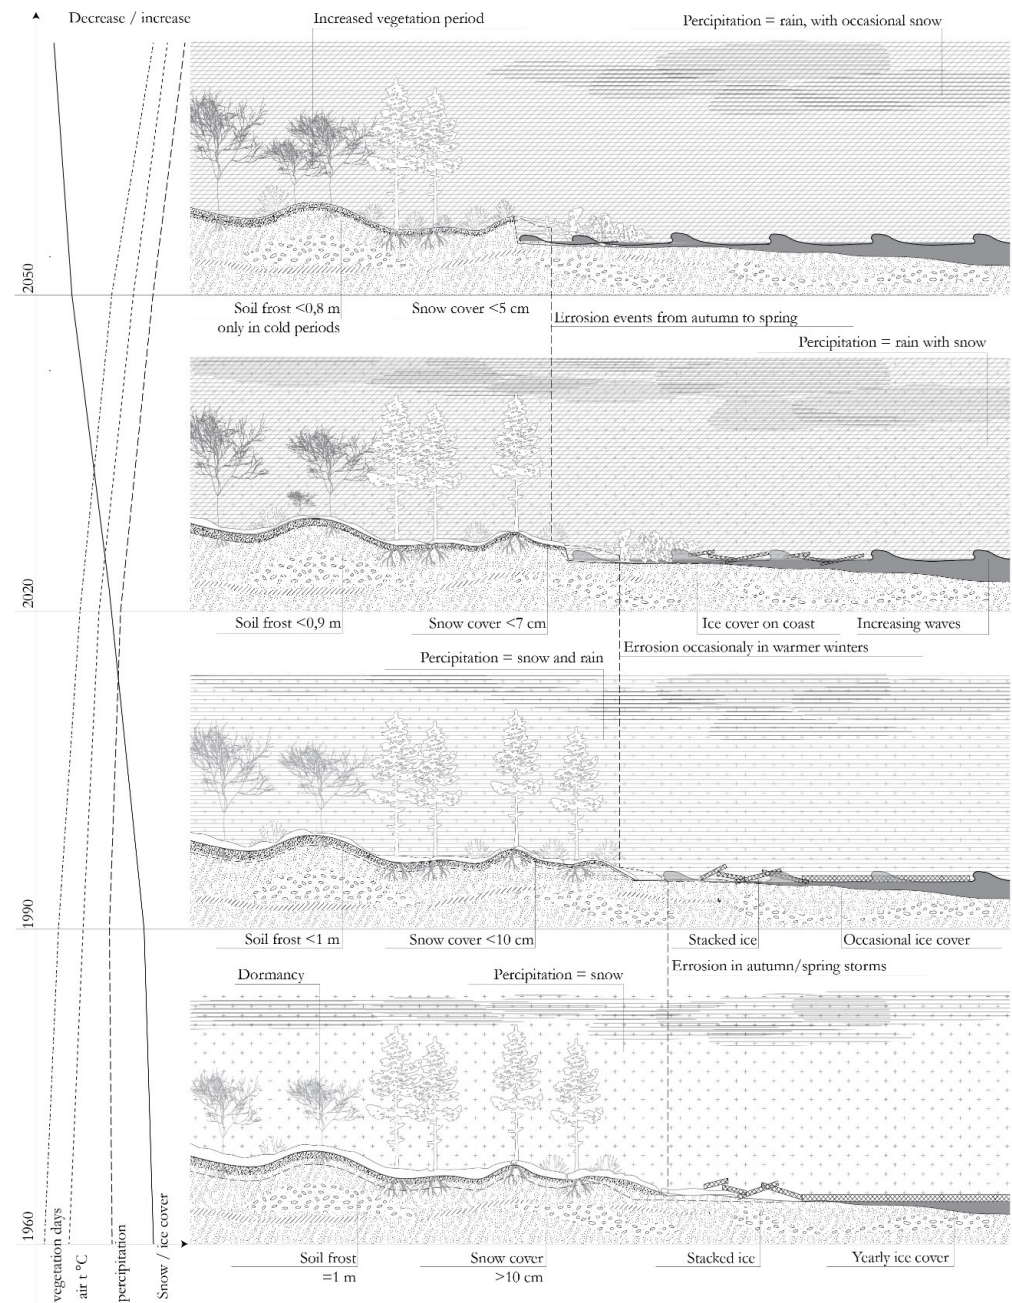 Decrease / increase
Increased vegetation period
Percipitation = rain, with occasional snow
2050
Soil frost <0,8 m
only in cold periods
Snow cover <5 cm
Errosion events from autumn to spring
Percipitation = rain with snow
2020
Soil frost <0,9 m
Snow cover <7 cm
Ice cover on coast
Increasing waves
Errosion occasionaly in warmer winters
Percipitation = snow and rain
1990
Soil frost <1 m
Snow cover <10 cm
Stacked ice
Occasional ice cover
Errosion in autumn/spring storms
Dormancy
Percipitation = snow
1960
vegetation days
air t °C
percipitation
Snow / ice cover
Soil frost
=1 m
Snow cover
>10 cm
Stacked ice
Yearly ice cover